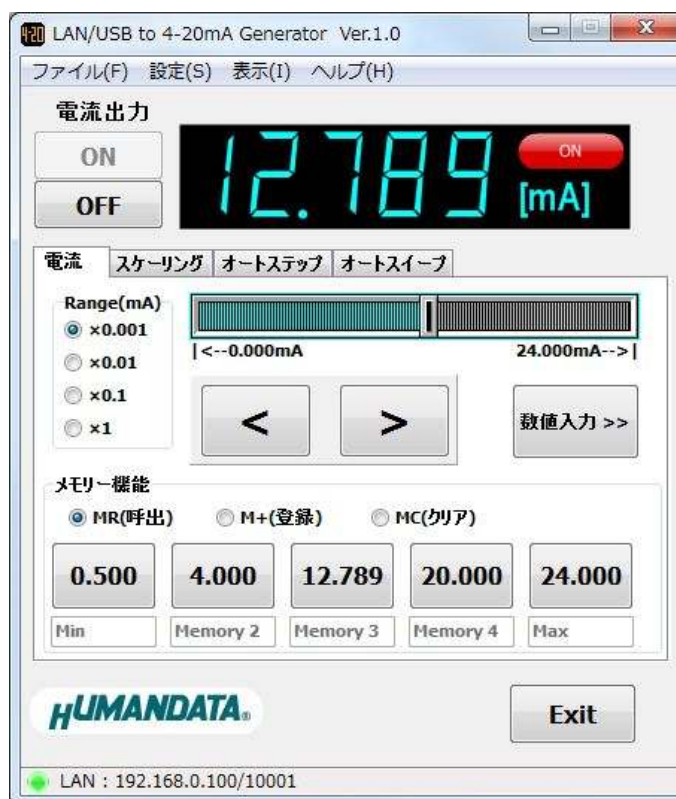 4-20 LAN/USB to 4-20mA Generator Ver.1.0
ファイル(F) 設定(S) 表示(I) ヘルプ(H)
電流出力
ON
OFF
12.789
ON
[mA]
電流 スケーリング オートステップ オートスイープ
Range(mA)
×0.001
×0.01
×0.1
×1
|<--0.000mA 24.000mA-->|
< > 数値入力 >>
メモリー機能
MR(呼出) M+(登録) MC(クリア)
0.500 4.000 12.789 20.000 24.000
Min Memory 2 Memory 3 Memory 4 Max
HUMANDATA®
Exit
LAN : 192.168.0.100/10001